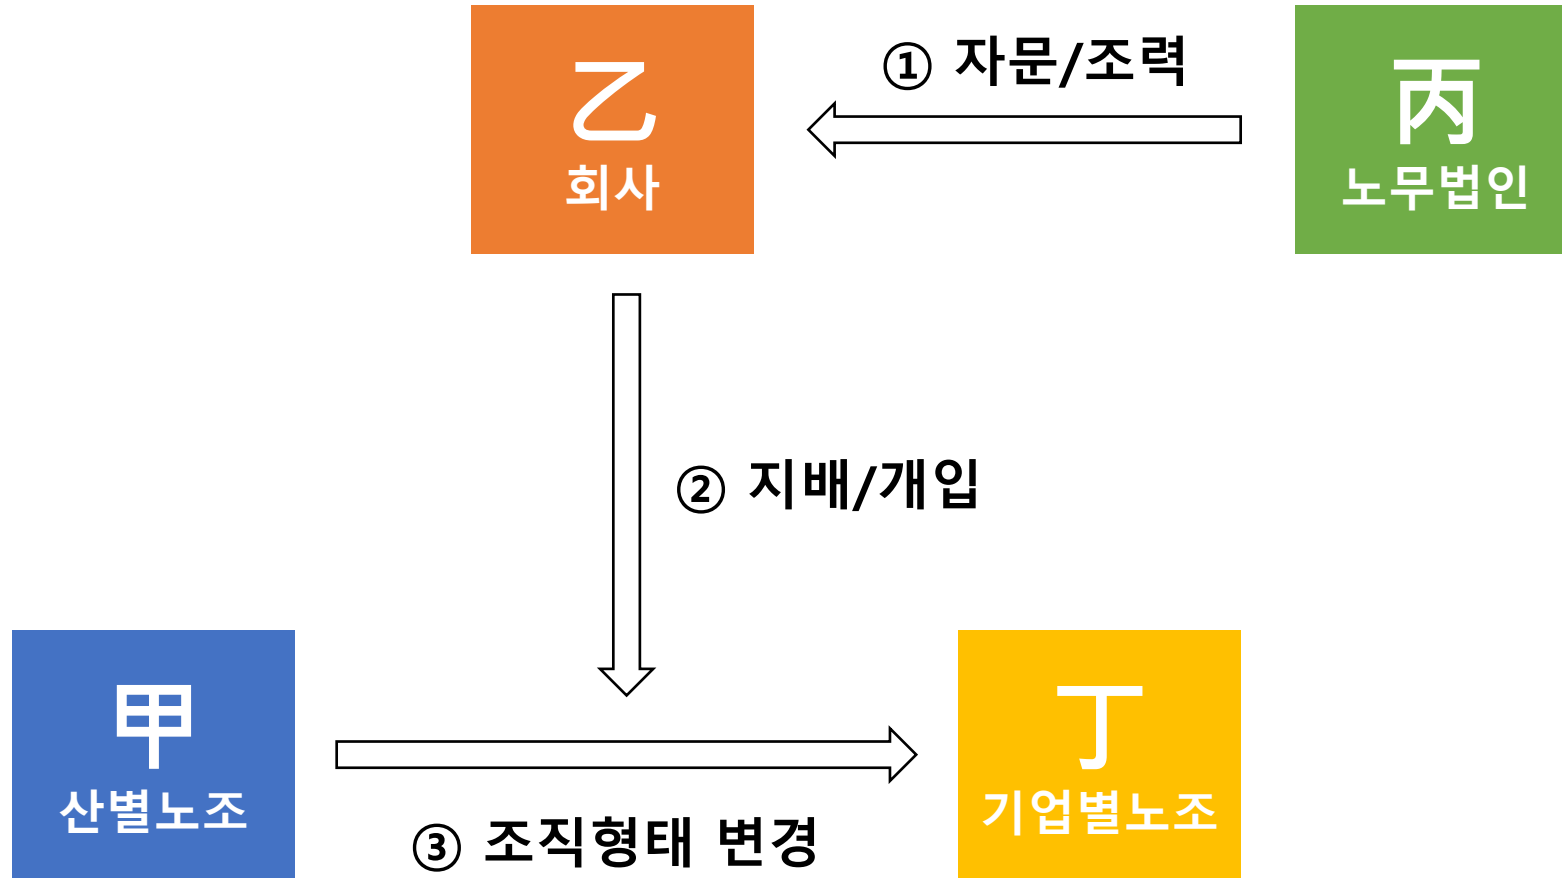 乙
회사
① 자문/조력
丙
노무법인
② 지배/개입
甲
산별노조
③ 조직형태 변경
丁
기업별노조